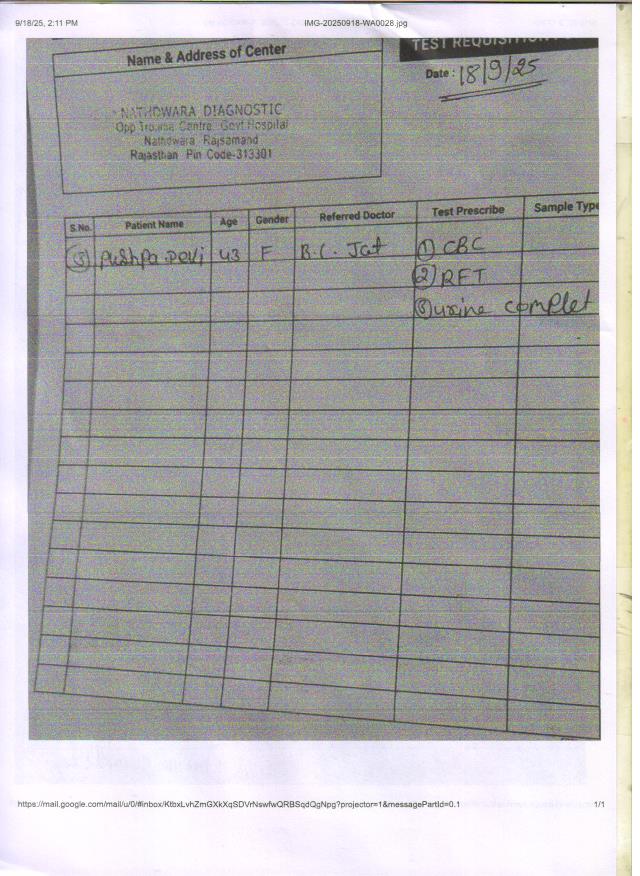 9/18/25, 2:11 PM IMG-20250918-WA0028.jpg
Name & Address of Center
TEST REQUISITION
Date : 18/9/25
NATHDWARA DIAGNOSTIC
Opp Trauma Centre Govt Hospital
Nathdwara Rajsamand
Rajasthan Pin Code-313301
S.No. Patient Name Age Gender Referred Doctor Test Prescribe Sample Type
Pushpa Devi 43 F B.C. Jat ① CBC
② RFT
③ urine complet
https://mail.google.com/mail/u/0/#inbox/KtbxLvhZmGXkXqSDVrNswfwQRBSqdQgNpg?projector=1&messagePartId=0.1 1/1